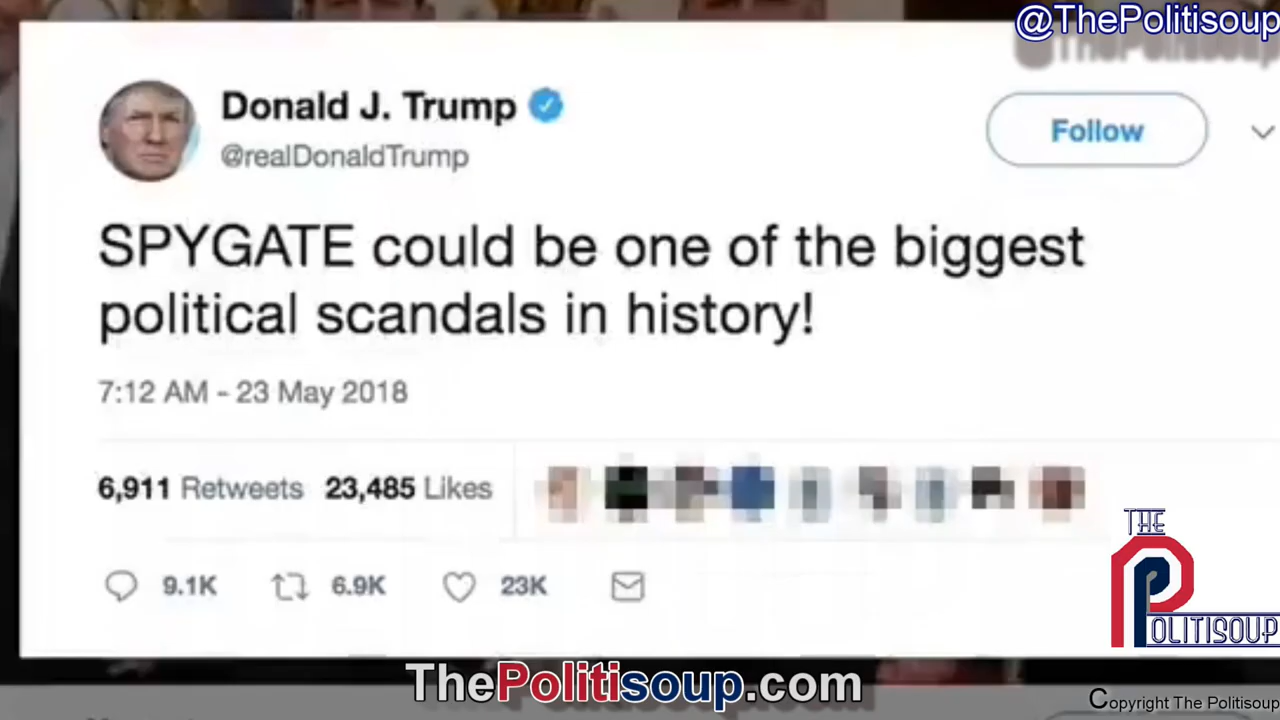 @ThePolitisoup
Donald J. Trump
Follow
@realDonaldTrump
SPYGATE could be one of the biggest
political scandals in history!
7:12 AM - 23 May 2018
6,911 Retweets 23,485 Likes
9.1K 6.9K 23K
THE
POLITISOUP
ThePolitisoup.com
Copyright The Politisoup